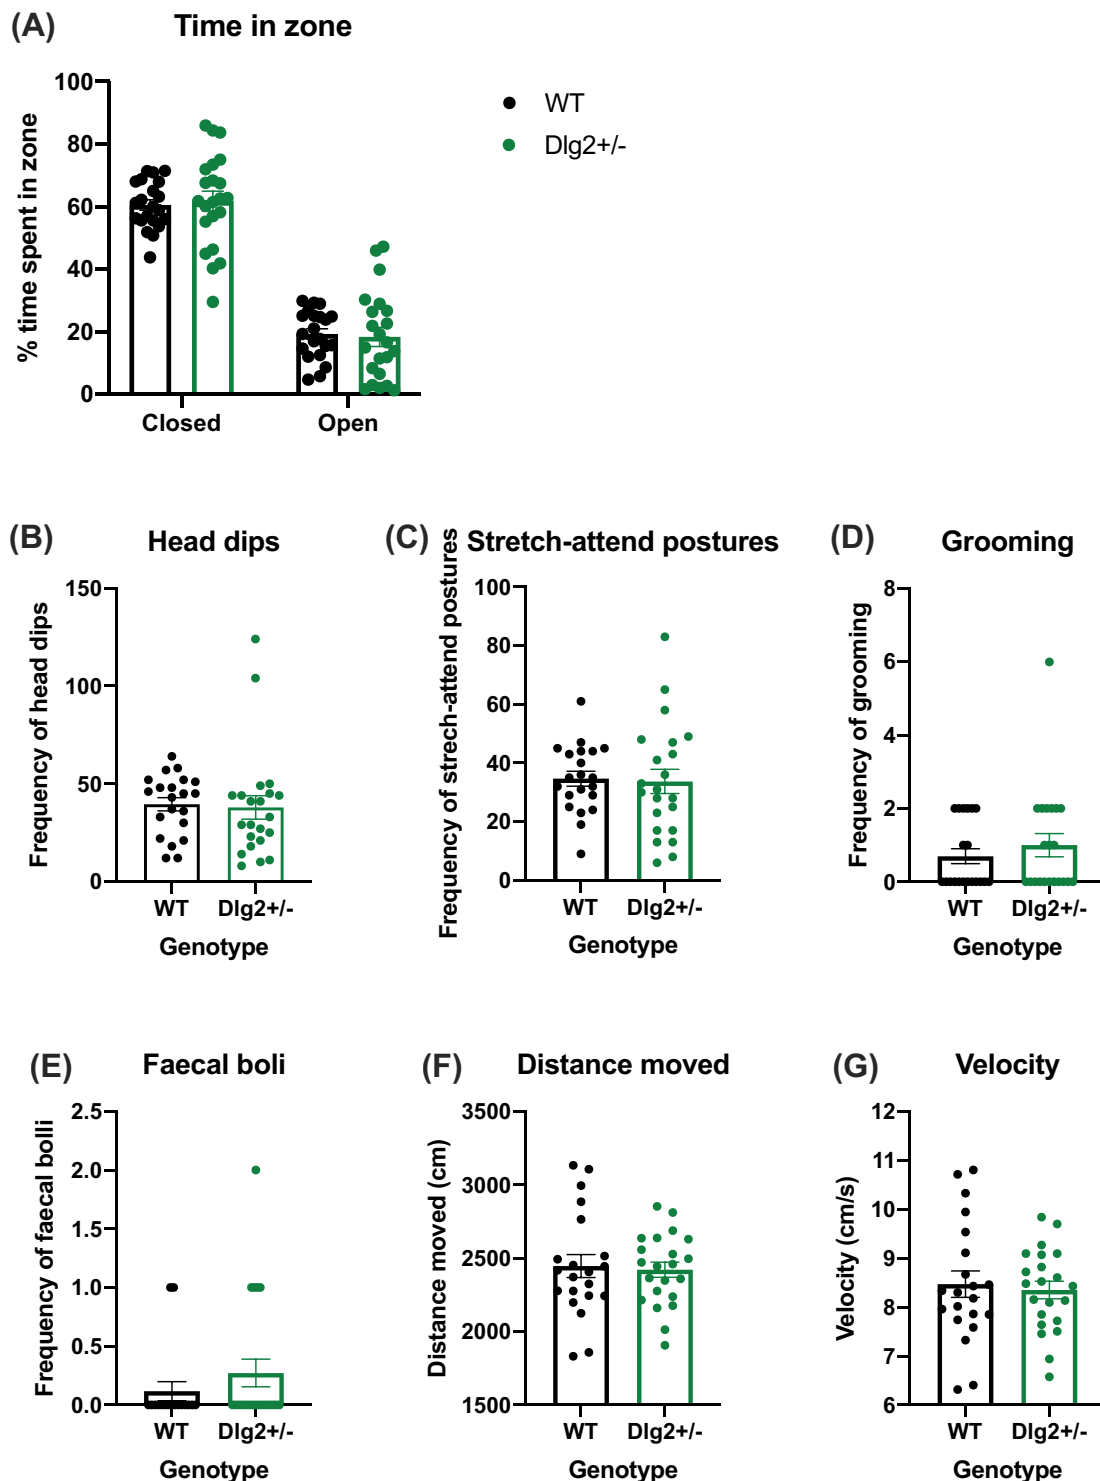 (A) Time in zone
% time spent in zone
100
80
60
40
20
0
Closed Open
WT
Dlg2+/-
(B) Head dips
Frequency of head dips
150
100
50
0
WT Dlg2+/-
Genotype
(C) Stretch-attend postures
Frequency of strech-attend postures
100
80
60
40
20
0
WT Dlg2+/-
Genotype
(D) Grooming
Frequency of grooming
8
6
4
2
0
WT Dlg2+/-
Genotype
(E) Faecal boli
Frequency of faecal bolli
2.5
2.0
1.5
1.0
0.5
0.0
WT Dlg2+/-
Genotype
(F) Distance moved
Distance moved (cm)
3500
3000
2500
2000
1500
WT Dlg2+/-
Genotype
(G) Velocity
Velocity (cm/s)
12
11
10
9
8
7
6
WT Dlg2+/-
Genotype